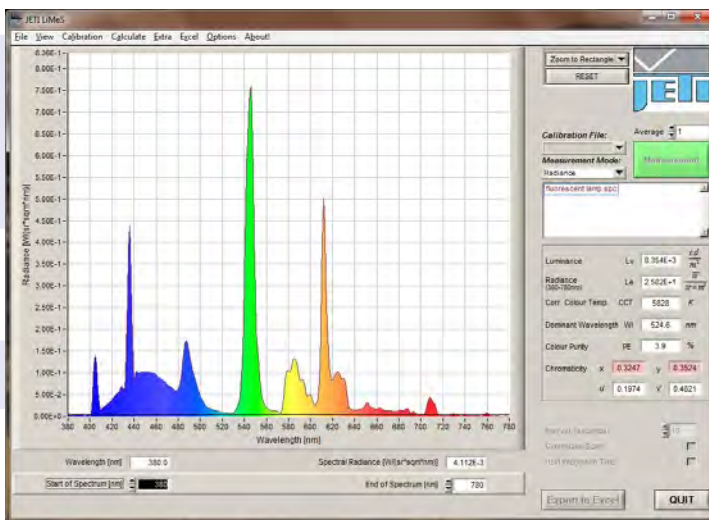 JETI LiMeS
File View Calibration Calculate Extra Excel Options About!
8.36E-1
8.00E-1
7.50E-1
7.00E-1
6.50E-1
6.00E-1
5.50E-1
5.00E-1
4.50E-1
4.00E-1
3.50E-1
3.00E-1
2.50E-1
2.00E-1
1.50E-1
1.00E-1
5.00E-2
0.00E+0
Radiance [W/(sr*sqm*nm)]
380 400 420 440 460 480 500 520 540 560 580 600 620 640 660 680 700 720 740 760 780
Wavelength [nm]
Wavelength [nm] 380.0 Spectral Radiance [W/(sr*sqm*nm)] 4.112E-3
Start of Spectrum [nm] 380 End of Spectrum [nm] 780
Zoom to Rectangle
RESET
JETI
Calibration File: Average 1
Measurement Mode: Measurement
Radiance
fluorescent lamp.spc
Luminance Lv 8.354E+3 cd/m²
Radiance Le 2.502E+1 W/sr*m²
(380-780nm)
Corr. Colour Temp. CCT 5828 K
Dominant Wavelength Wl 524.6 nm
Colour Purity PE 3.9 %
Chromaticity x 0.3247 y 0.3524
u' 0.1974 v' 0.4821
Export to Excel QUIT